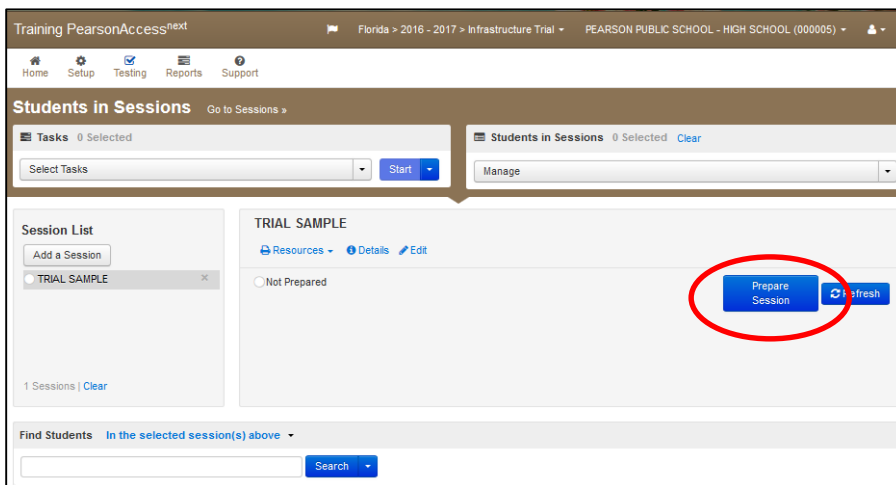 Training PearsonAccessnext Florida > 2016 - 2017 > Infrastructure Trial PEARSON PUBLIC SCHOOL - HIGH SCHOOL (000005)
Home Setup Testing Reports Support
Students in Sessions Go to Sessions »
Tasks 0 Selected
Students in Sessions 0 Selected Clear
Select Tasks Start
Manage
Session List
Add a Session
TRIAL SAMPLE ×
1 Sessions | Clear
TRIAL SAMPLE
Resources Details Edit
Not Prepared
Prepare
Session
Refresh
Find Students In the selected session(s) above
Search